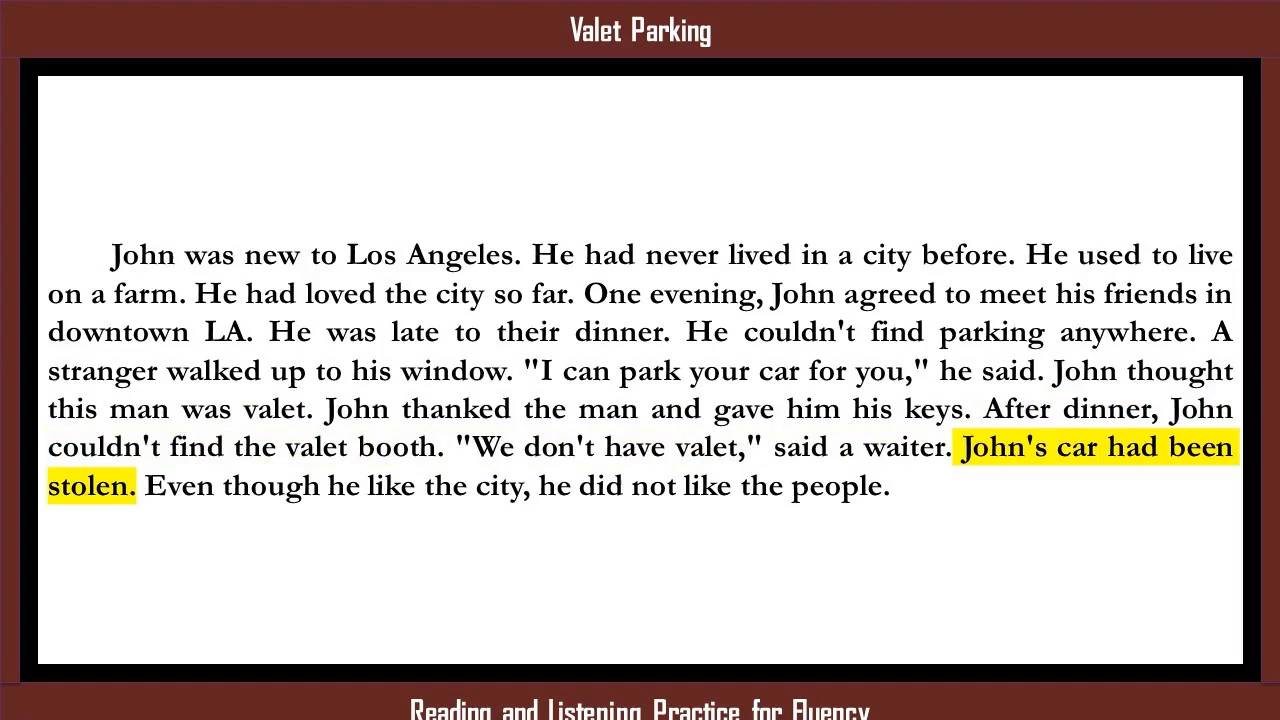 Valet Parking
John was new to Los Angeles. He had never lived in a city before. He used to live
on a farm. He had loved the city so far. One evening, John agreed to meet his friends in
downtown LA. He was late to their dinner. He couldn't find parking anywhere. A
stranger walked up to his window. "I can park your car for you," he said. John thought
this man was valet. John thanked the man and gave him his keys. After dinner, John
couldn't find the valet booth. "We don't have valet," said a waiter. John's car had been
stolen. Even though he like the city, he did not like the people.
Reading and Listening Practice for Fluency